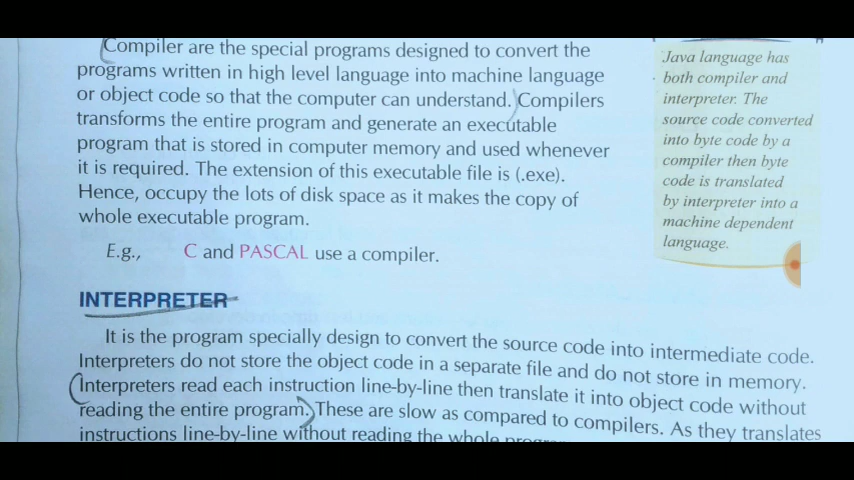 Compiler are the special programs designed to convert the
programs written in high level language into machine language
or object code so that the computer can understand. Compilers
transforms the entire program and generate an executable
program that is stored in computer memory and used whenever
it is required. The extension of this executable file is (.exe).
Hence, occupy the lots of disk space as it makes the copy of
whole executable program.
E.g., C and PASCAL use a compiler.
INTERPRETER
It is the program specially design to convert the source code into intermediate code.
Interpreters do not store the object code in a separate file and do not store in memory.
Interpreters read each instruction line-by-line then translate it into object code without
reading the entire program. These are slow as compared to compilers. As they translates
instructions line-by-line without reading the whole
Java language has
both compiler and
interpreter. The
source code converted
into byte code by a
compiler then byte
code is translated
by interpreter into a
machine dependent
language.